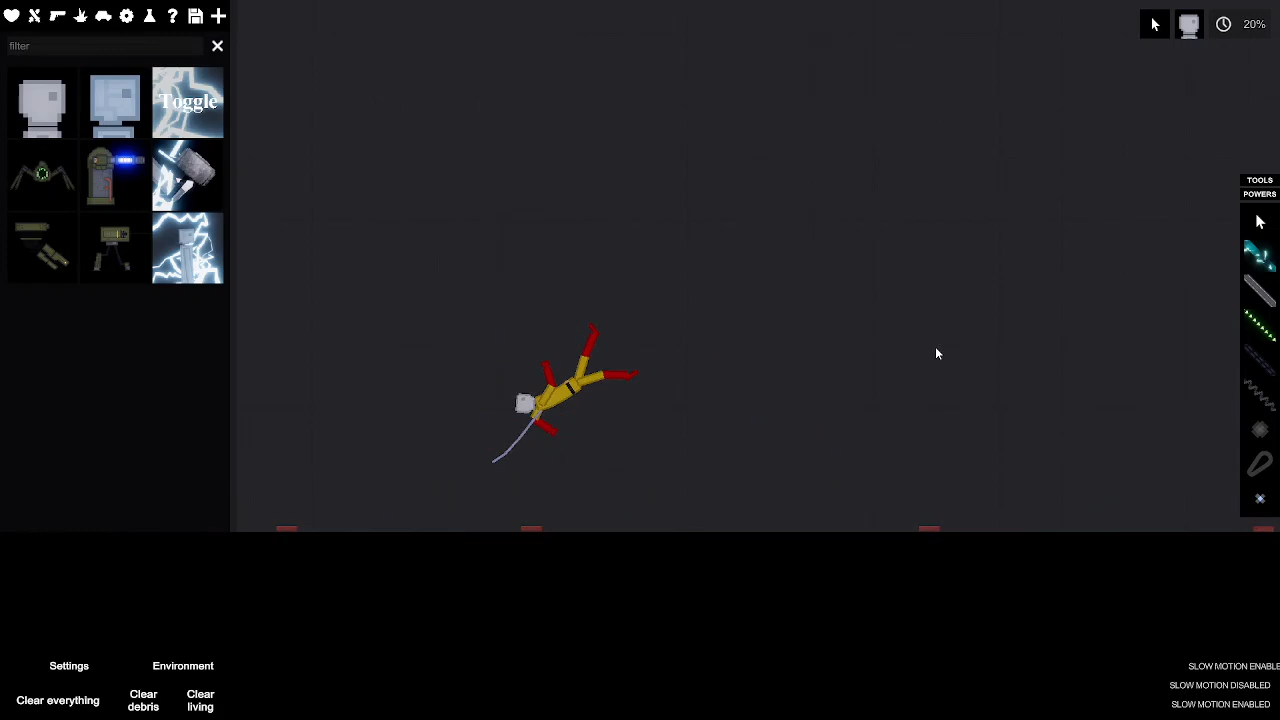 filter
20%
Toggle
TOOLS
POWERS
Settings
Environment
Clear everything
Clear debris
Clear living
SLOW MOTION ENABLE
SLOW MOTION DISABLED
SLOW MOTION ENABLED